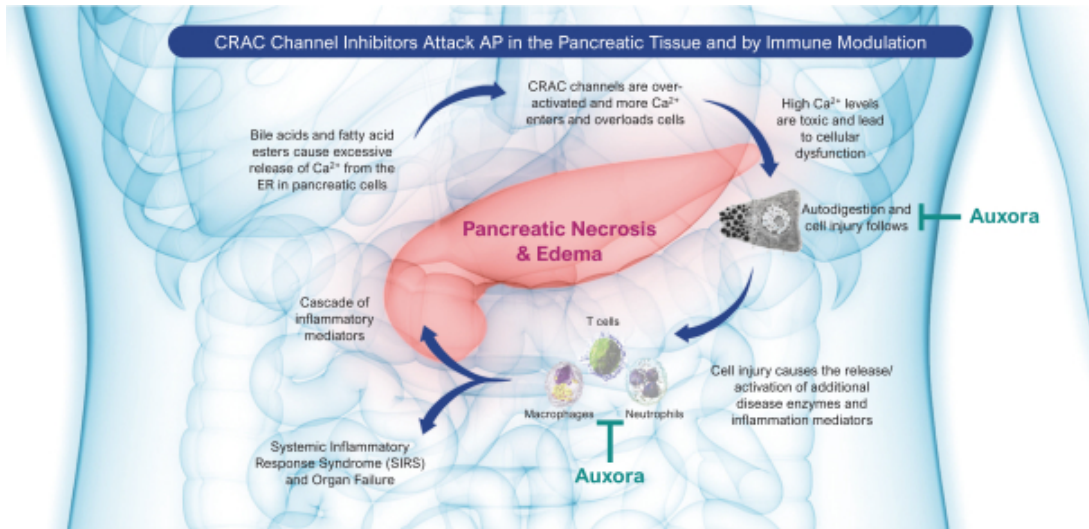 CRAC Channel Inhibitors Attack AP in the Pancreatic Tissue and by Immune Modulation
Bile acids and fatty acid
esters cause excessive
release of Ca²⁺ from the
ER in pancreatic cells
CRAC channels are over-
activated and more Ca²⁺
enters and overloads cells
High Ca²⁺ levels
are toxic and lead
to cellular
dysfunction
Autodigestion and
cell injury follows
Auxora
Pancreatic Necrosis
& Edema
Cell injury causes the release/
activation of additional
disease enzymes and
inflammation mediators
T cells
Macrophages
Neutrophils
Auxora
Cascade of
inflammatory
mediators
Systemic Inflammatory
Response Syndrome (SIRS)
and Organ Failure